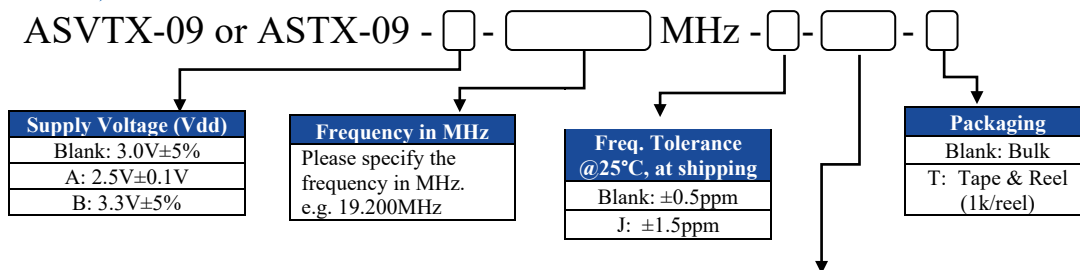 ASVTX-09 or ASTX-09 - - MHz - - -
Supply Voltage (Vdd)
Blank: 3.0V±5%
A: 2.5V±0.1V
B: 3.3V±5%
Frequency in MHz
Please specify the
frequency in MHz.
e.g. 19.200MHz
Freq. Tolerance
@25°C, at shipping
Blank: ±0.5ppm
J: ±1.5ppm
Packaging
Blank: Bulk
T: Tape & Reel
(1k/reel)